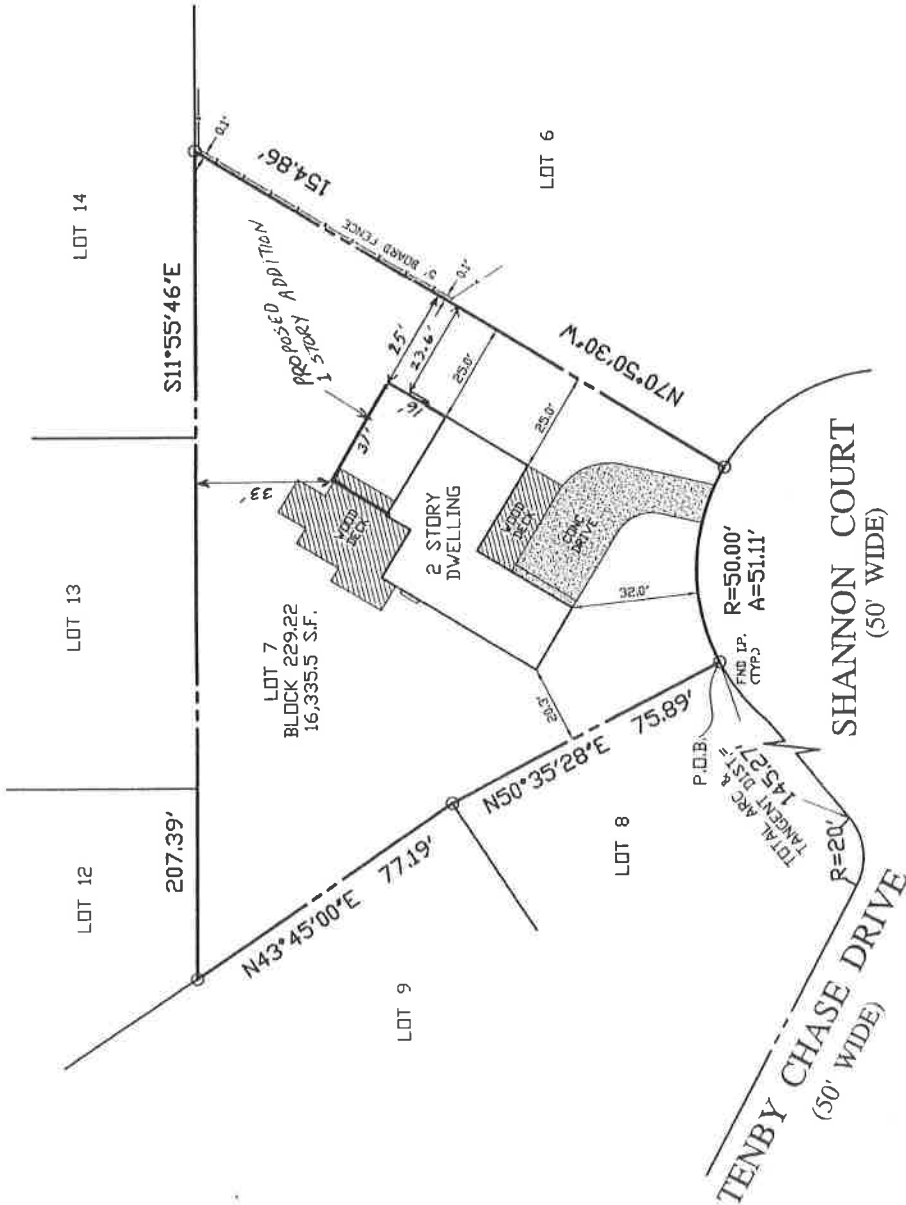 LOT 14
LOT 13
LOT 12
S11°55'46"E
207.39'
0.1'
154.86'
LOT 6
5' BOARD FENCE
PROPOSED ADDITION
1 STORY
25'
23.6'
0.1'
16'
31'
33'
25.0'
25.0'
N70°50'30"W
WOOD
DECK
2 STORY
DWELLING
WOOD
DECK
CONC
DRIVE
LOT 7
BLOCK 229.22
16,335.5 S.F.
32.0'
R=50.00'
A=51.11'
SHANNON COURT
(50' WIDE)
FND I.P.
(TYP.)
P.O.B.
N50°35'28"E
75.89'
N43°45'00"E
77.19'
LOT 8
LOT 9
TOTAL ARC &
TANGENT DIST.=
145.27'
R=20'
TENBY CHASE DRIVE
(50' WIDE)